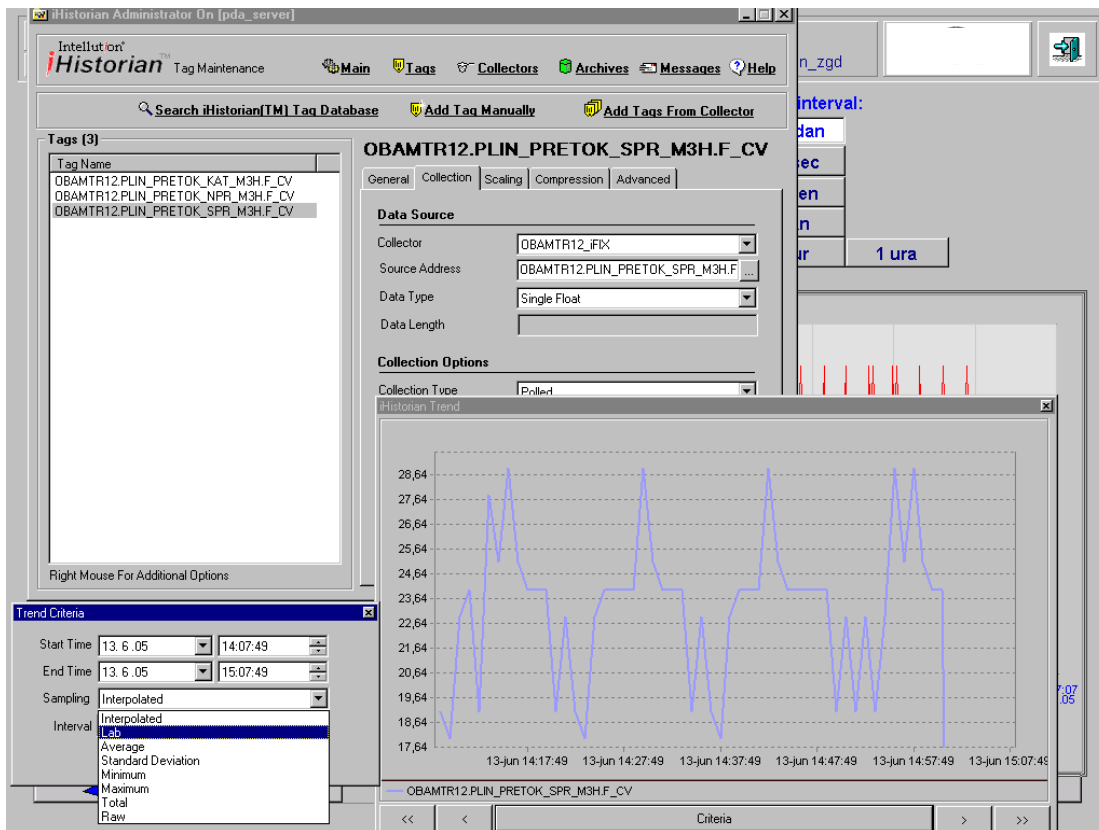 iHistorian Administrator On [pda_server]
Intellution
iHistorian™ Tag Maintenance
Main Tags Collectors Archives Messages Help
Search iHistorian(TM) Tag Database Add Tag Manually Add Tags From Collector
Tags (3)
Tag Name
OBAMTR12.PLIN_PRETOK_KAT_M3H.F_CV
OBAMTR12.PLIN_PRETOK_NPR_M3H.F_CV
OBAMTR12.PLIN_PRETOK_SPR_M3H.F_CV
Right Mouse For Additional Options
OBAMTR12.PLIN_PRETOK_SPR_M3H.F_CV
General Collection Scaling Compression Advanced
Data Source
Collector OBAMTR12_iFIX
Source Address OBAMTR12.PLIN_PRETOK_SPR_M3H.F ...
Data Type Single Float
Data Length
Collection Options
Collection Type Polled
n_zgd
interval:
dan
sec
en
n
ur 1 ura
iHistorian Trend
28,64
27,64
26,64
25,64
24,64
23,64
22,64
21,64
20,64
19,64
18,64
17,64
13-jun 14:17:49 13-jun 14:27:49 13-jun 14:37:49 13-jun 14:47:49 13-jun 14:57:49 13-jun 15:07:49
OBAMTR12.PLIN_PRETOK_SPR_M3H.F_CV
<< < Criteria > >>
7:07
.05
Trend Criteria
Start Time 13. 6 .05 14:07:49
End Time 13. 6 .05 15:07:49
Sampling Interpolated
Interval
Interpolated
Lab
Average
Standard Deviation
Minimum
Maximum
Total
Raw